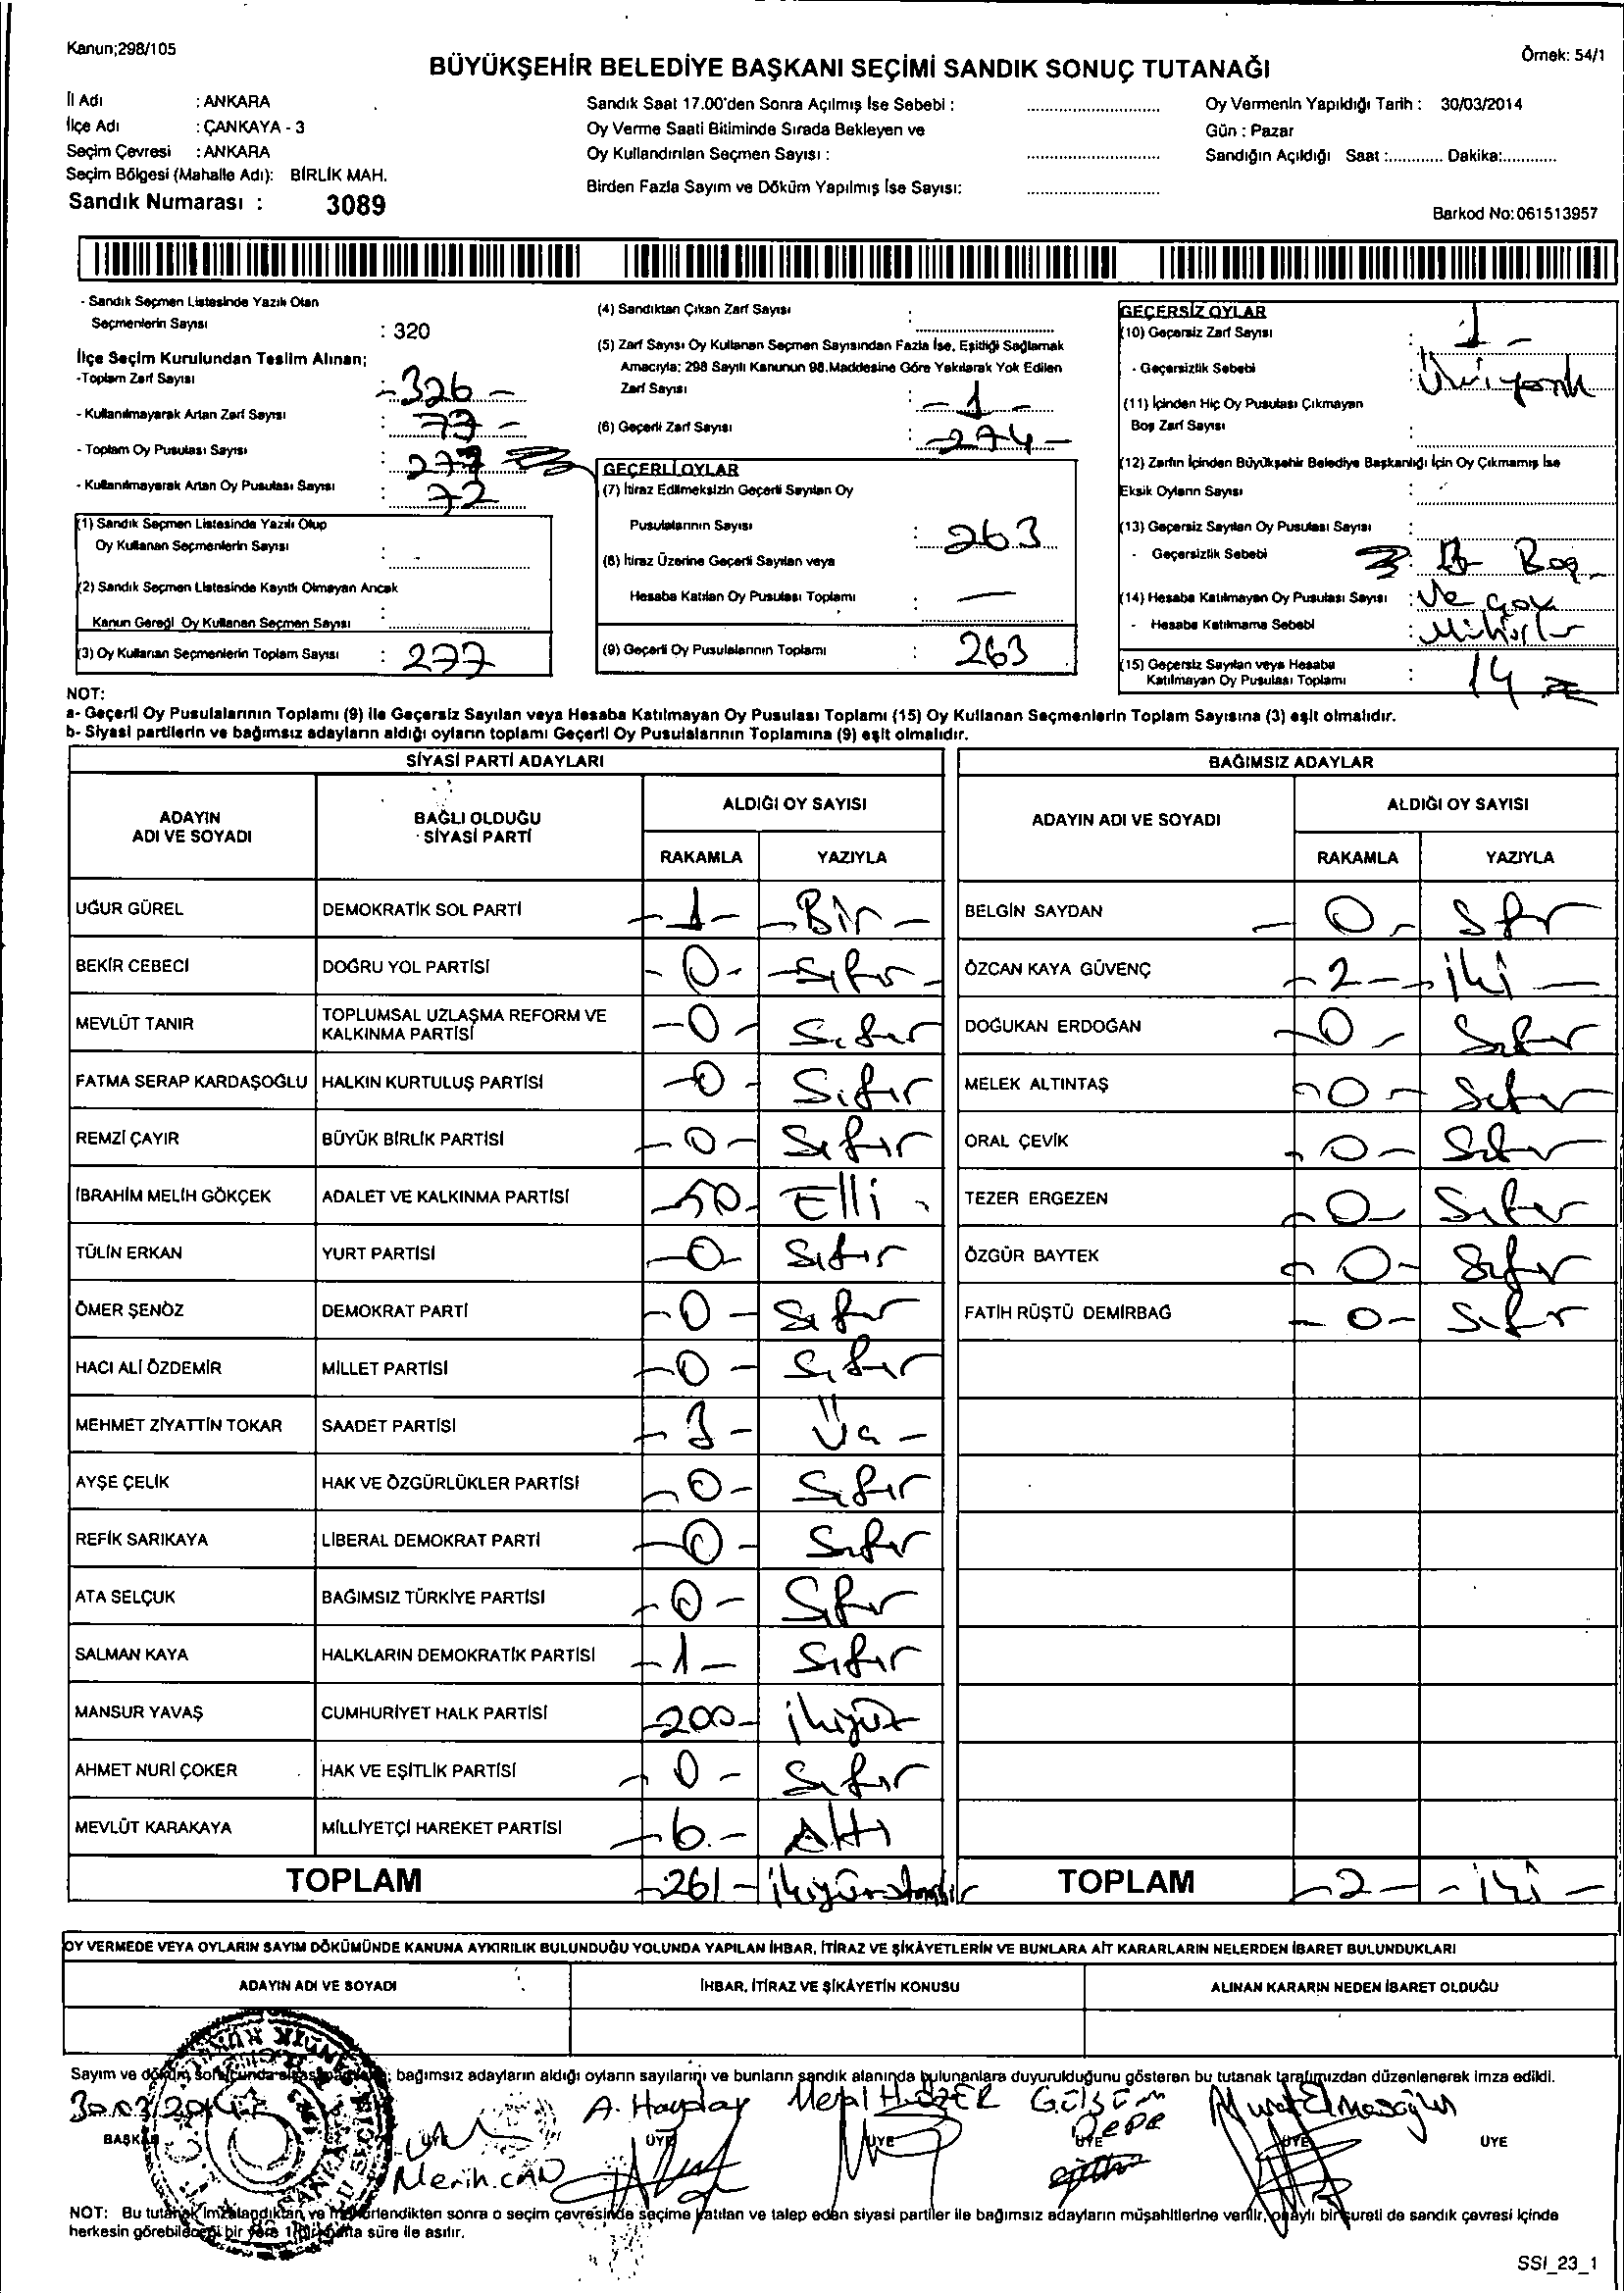 Kanun;298/105
Örnek: 54/1
BÜYÜKŞEHİR BELEDİYE BAŞKANI SEÇİMİ SANDIK SONUÇ TUTANAĞI
İl Adı : ANKARA
İlçe Adı : ÇANKAYA - 3
Seçim Çevresi : ANKARA
Seçim Bölgesi (Mahalle Adı): BİRLİK MAH.
Sandık Numarası : 3089
Sandık Saat 17.00'den Sonra Açılmış İse Sebebi :
Oy Verme Saati Bitiminde Sırada Bekleyen ve
Oy Kullandırılan Seçmen Sayısı :
Birden Fazla Sayım ve Döküm Yapılmış İse Sayısı:
Oy Vermenin Yapıldığı Tarih : 30/03/2014
Gün : Pazar
Sandığın Açıldığı Saat :............ Dakika:............
Barkod No:061513957
- Sandık Seçmen Listesinde Yazılı Olan
Seçmenlerin Sayısı : 320
İlçe Seçim Kurulundan Teslim Alınan;
-Toplam Zarf Sayısı : -326-
- Kullanılmayarak Artan Zarf Sayısı : 77 -
- Toplam Oy Pusulası Sayısı : 277
- Kullanılmayarak Artan Oy Pusulası Sayısı : 72
(1) Sandık Seçmen Listesinde Yazılı Olup
Oy Kullanan Seçmenlerin Sayısı :
(2) Sandık Seçmen Listesinde Kayıtlı Olmayan Ancak
Kanun Gereği Oy Kullanan Seçmen Sayısı :
(3) Oy Kullanan Seçmenlerin Toplam Sayısı : 277
(4) Sandıktan Çıkan Zarf Sayısı :
(5) Zarf Sayısı Oy Kullanan Seçmen Sayısından Fazla İse, Eşitliği Sağlamak
Amacıyla; 298 Sayılı Kanunun 98.Maddesine Göre Yakılarak Yok Edilen
Zarf Sayısı : - 1 -
(6) Geçerli Zarf Sayısı : -274-
GEÇERLİ OYLAR
(7) İtiraz Edilmeksizin Geçerli Sayılan Oy
Pusulalarının Sayısı : 263
(8) İtiraz Üzerine Geçerli Sayılan veya
Hesaba Katılan Oy Pusulası Toplamı : —
(9) Geçerli Oy Pusulalarının Toplamı : 263
GEÇERSİZ OYLAR
(10) Geçersiz Zarf Sayısı : 1 -
- Geçersizlik Sebebi :
(11) İçinden Hiç Oy Pusulası Çıkmayan
Boş Zarf Sayısı :
(12) Zarfın İçinden Büyükşehir Belediye Başkanlığı İçin Oy Çıkmamış İse
Eksik Oyların Sayısı :
(13) Geçersiz Sayılan Oy Pusulası Sayısı :
- Geçersizlik Sebebi : Boş
(14) Hesaba Katılmayan Oy Pusulası Sayısı : Ve çok
- Hesaba Katılmama Sebebi : Mühürlü
(15) Geçersiz Sayılan veya Hesaba
Katılmayan Oy Pusulası Toplamı : 14
NOT:
a- Geçerli Oy Pusulalarının Toplamı (9) ile Geçersiz Sayılan veya Hesaba Katılmayan Oy Pusulası Toplamı (15) Oy Kullanan Seçmenlerin Toplam Sayısına (3) eşit olmalıdır.
b- Siyasi partilerin ve bağımsız adayların aldığı oyların toplamı Geçerli Oy Pusulalarının Toplamına (9) eşit olmalıdır.
SİYASİ PARTİ ADAYLARI
ADAYIN ADI VE SOYADI
BAĞLI OLDUĞU SİYASİ PARTİ
ALDIĞI OY SAYISI
RAKAMLA YAZIYLA
UĞUR GÜREL DEMOKRATİK SOL PARTİ -1- -Bir-
BEKİR CEBECİ DOĞRU YOL PARTİSİ -0- -Sıfır-
MEVLÜT TANIR TOPLUMSAL UZLAŞMA REFORM VE KALKINMA PARTİSİ -0- Sıfır
FATMA SERAP KARDAŞOĞLU HALKIN KURTULUŞ PARTİSİ -0- Sıfır
REMZİ ÇAYIR BÜYÜK BİRLİK PARTİSİ -0- Sıfır
İBRAHİM MELİH GÖKÇEK ADALET VE KALKINMA PARTİSİ -50- Elli -
TÜLİN ERKAN YURT PARTİSİ -0- Sıfır
ÖMER ŞENÖZ DEMOKRAT PARTİ -0- Sıfır
HACI ALİ ÖZDEMİR MİLLET PARTİSİ -0- Sıfır
MEHMET ZİYATTİN TOKAR SAADET PARTİSİ -3- Üç -
AYŞE ÇELİK HAK VE ÖZGÜRLÜKLER PARTİSİ -0- Sıfır
REFİK SARIKAYA LİBERAL DEMOKRAT PARTİ -0- Sıfır
ATA SELÇUK BAĞIMSIZ TÜRKİYE PARTİSİ -0- Sıfır
SALMAN KAYA HALKLARIN DEMOKRATİK PARTİSİ -1- Sıfır
MANSUR YAVAŞ CUMHURİYET HALK PARTİSİ -200- ikiyüz
AHMET NURİ ÇOKER HAK VE EŞİTLİK PARTİSİ -0- Sıfır
MEVLÜT KARAKAYA MİLLİYETÇİ HAREKET PARTİSİ -6- Altı
TOPLAM -261- ikiyüzatmışbir
BAĞIMSIZ ADAYLAR
ADAYIN ADI VE SOYADI
ALDIĞI OY SAYISI
RAKAMLA YAZIYLA
BELGİN SAYDAN -0- Sıfır
ÖZCAN KAYA GÜVENÇ -2- iki -
DOĞUKAN ERDOĞAN -0- Sıfır
MELEK ALTINTAŞ -0- Sıfır
ORAL ÇEVİK -0- Sıfır
TEZER ERGEZEN -0- Sıfır
ÖZGÜR BAYTEK -0- Sıfır
FATİH RÜŞTÜ DEMİRBAĞ -0- Sıfır
TOPLAM -2- -iki-
OY VERMEDE VEYA OYLARIN SAYIM DÖKÜMÜNDE KANUNA AYKIRILIK BULUNDUĞU YOLUNDA YAPILAN İHBAR, İTİRAZ VE ŞİKÂYETLERİN VE BUNLARA AİT KARARLARIN NELERDEN İBARET BULUNDUKLARI
ADAYIN ADI VE SOYADI İHBAR, İTİRAZ VE ŞİKÂYETİN KONUSU ALINAN KARARIN NEDEN İBARET OLDUĞU
Sayım ve döküm bağımsız adayların aldığı oyların sayılarını ve bunların sandık alanında bulunanlara duyurulduğunu gösteren bu tutanak tarafımızdan düzenlenerek imza edildi.
A. Hayday Meral Gülsüm Murat
BAŞKAN ÜYE ÜYE ÜYE ÜYE ÜYE ÜYE
Merih.CAN
NOT: Bu tutanak imzalandıktan ve mühürlendikten sonra o seçim çevresinde seçime katılan ve talep eden siyasi partiler ile bağımsız adayların müşahitlerine verilir, onaylı bir sureti de sandık çevresi içinde
herkesin görebileceği bir yere 1 hafta süre ile asılır.
SSI_23_1